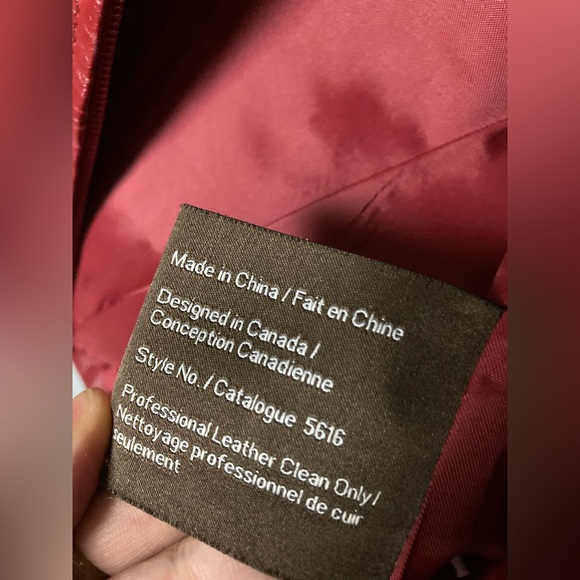 Made in China / Fait en Chine
Designed in Canada /
Conception Canadienne
Style No. / Catalogue 5616
Professional Leather Clean Only /
Nettoyage professionnel de cuir
seulement